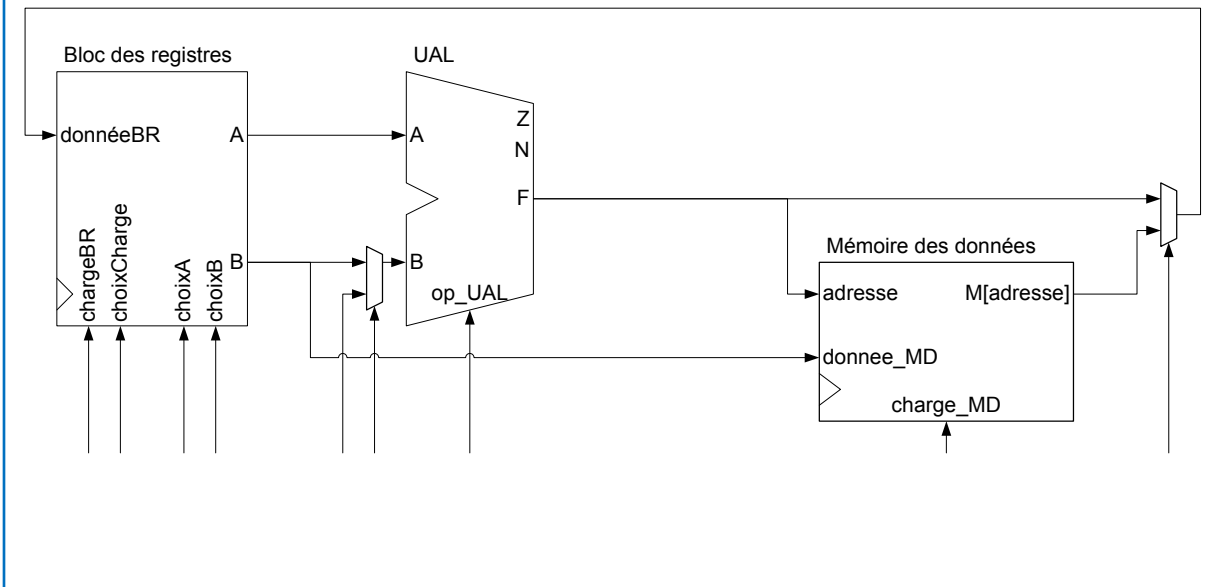 Bloc des registres
UAL
donnéeBR
A
A
Z
N
F
B
B
chargeBR
choixCharge
choixA
choixB
op_UAL
Mémoire des données
adresse
M[adresse]
donnee_MD
charge_MD